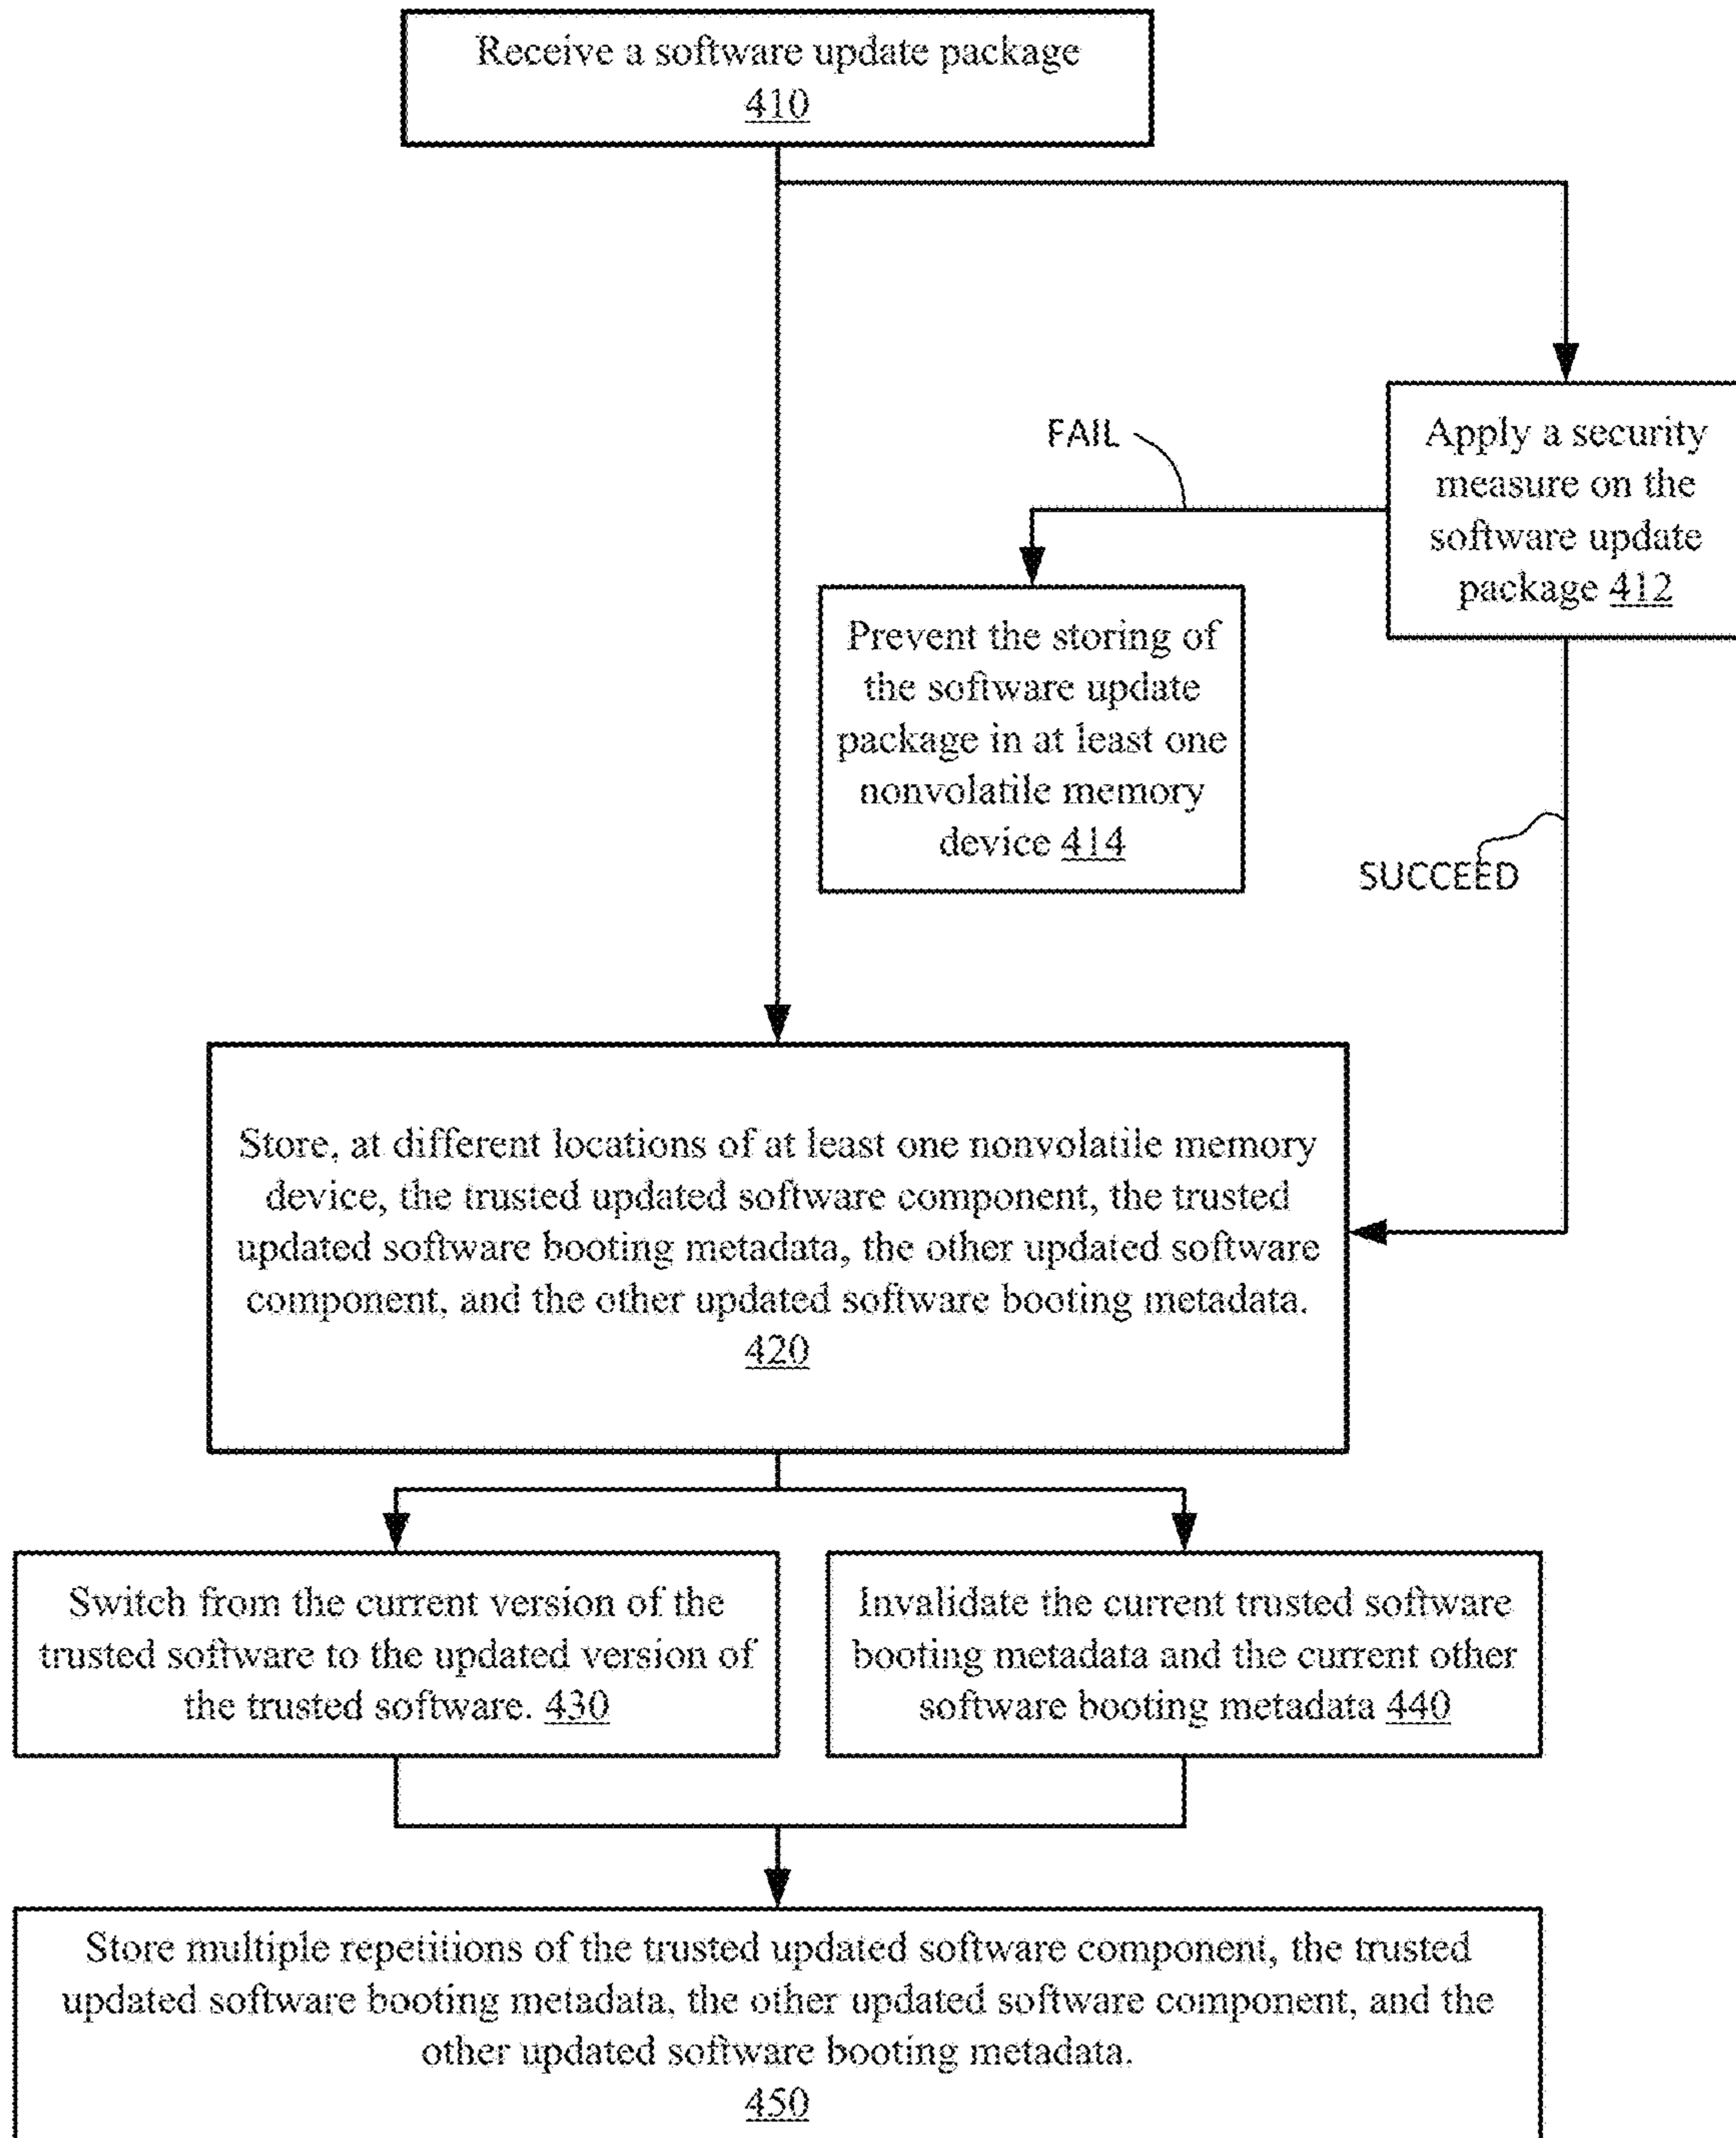 Receive a software update package
410
FAIL
Apply a security
measure on the
software update
package 412
Prevent the storing of
the software update
package in at least one
nonvolatile memory
device 414
SUCCEED
Store, at different locations of at least one nonvolatile memory
device, the trusted updated software component, the trusted
updated software booting metadata, the other updated software
component, and the other updated software booting metadata.
420
Switch from the current version of the
trusted software to the updated version of
the trusted software. 430
Invalidate the current trusted software
booting metadata and the current other
software booting metadata 440
Store multiple repetitions of the trusted updated software component, the trusted
updated software booting metadata, the other updated software component, and the
other updated software booting metadata.
450